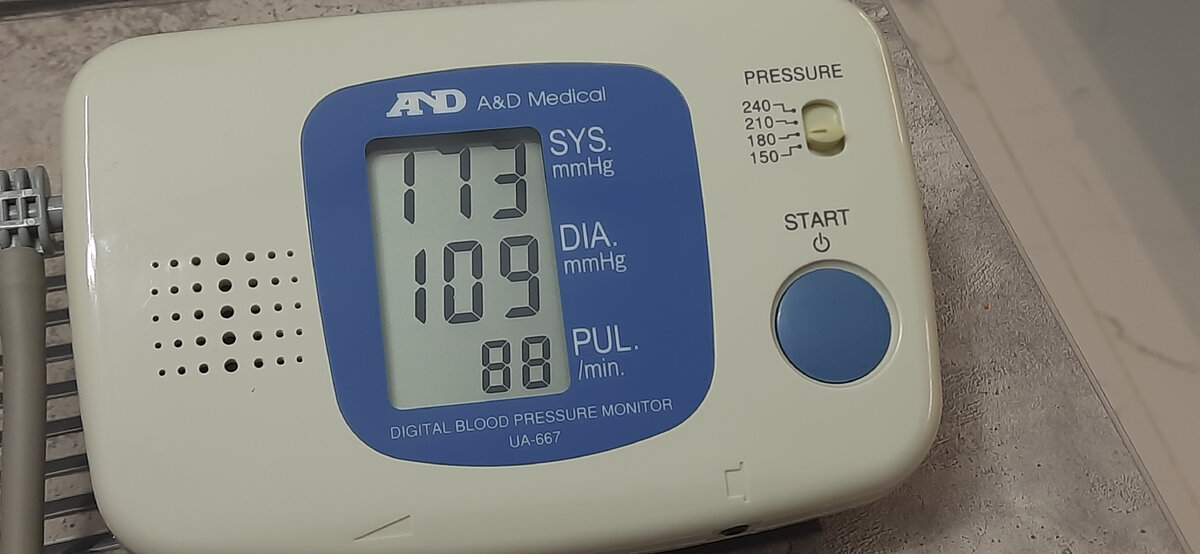 AND A&D Medical
173 SYS.
mmHg
109 DIA.
mmHg
88 PUL.
/min.
DIGITAL BLOOD PRESSURE MONITOR
UA-667
PRESSURE
240
210
180
150
START